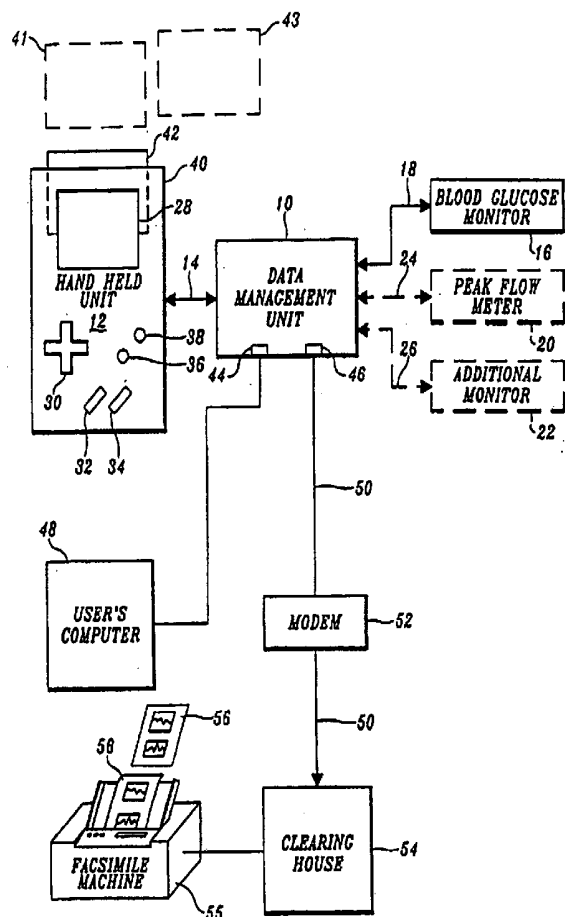 41
43
42
40
28
HAND HELD
UNIT
12
14
38
36
30
32
34
10
DATA
MANAGEMENT
UNIT
44
46
18
BLOOD GLUCOSE
MONITOR
16
24
PEAK FLOW
METER
20
26
ADDITIONAL
MONITOR
22
50
48
USER'S
COMPUTER
MODEM
52
50
56
56
FACSIMILE
MACHINE
55
CLEARING
HOUSE
54